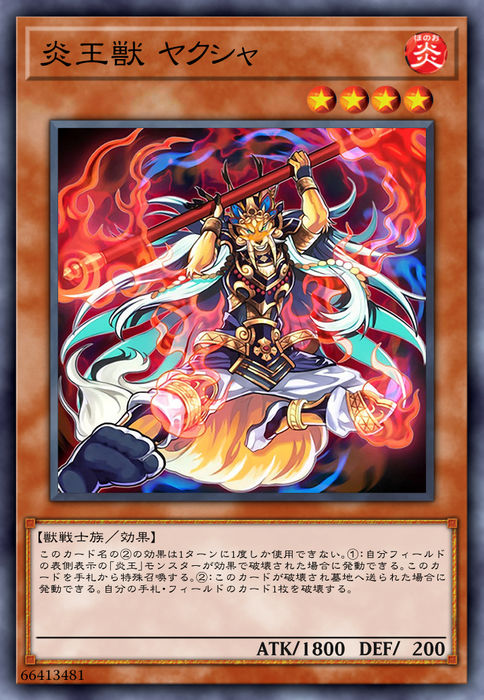 炎王獣 ヤクシャ
ほのお
炎
【獣戦士族／効果】
このカード名の②の効果は1ターンに1度しか使用できない。①：自分フィールド
の表側表示の「炎王」モンスターが効果で破壊された場合に発動できる。このカ
ードを手札から特殊召喚する。②：このカードが破壊され墓地へ送られた場合に
発動できる。自分の手札・フィールドのカード1枚を破壊する。
ATK/1800 DEF/ 200
66413481